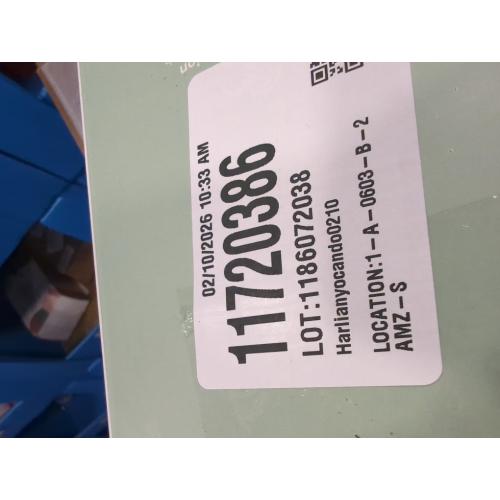 02/10/2026 10:33 AM
11720386
LOT:1186072038
Harlianyocando0210
LOCATION:1-A-0603-B-2
AMZ-S